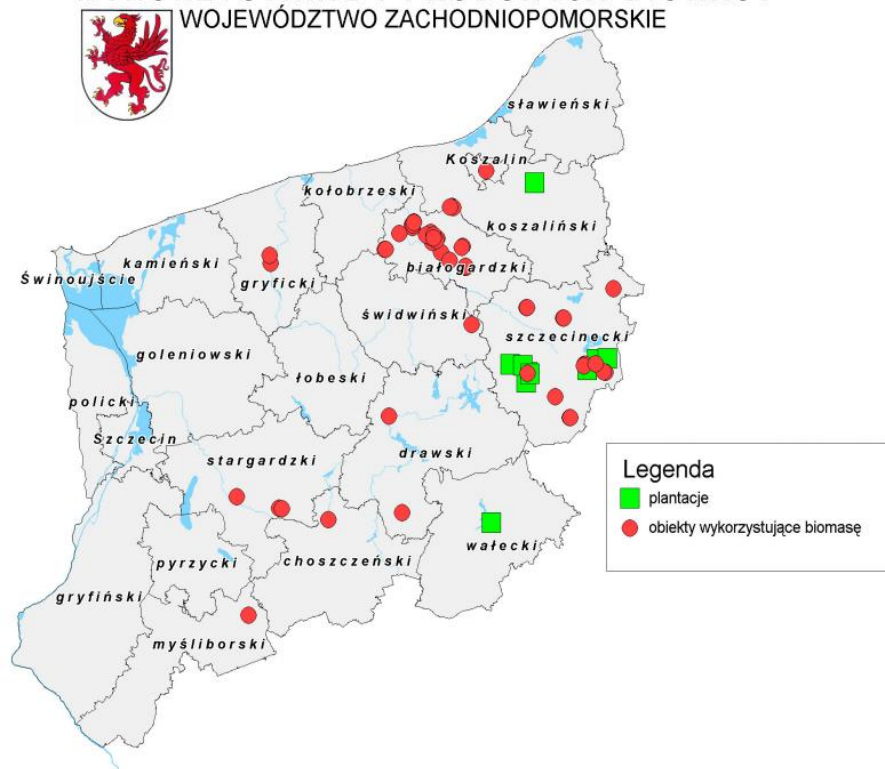 WOJEWÓDZTWO ZACHODNIOPOMORSKIE
sławieński
Koszalin
kołobrzeski
koszaliński
kamieński
białogardzki
Świnoujście
gryficki
świdwiński
szczecinecki
goleniowski
łobeski
policki
Szczecin
drawski
stargardzki
Legenda
plantacje
obiekty wykorzystujące biomasę
wałecki
pyrzycki
choszczeński
gryfiński
myśliborski